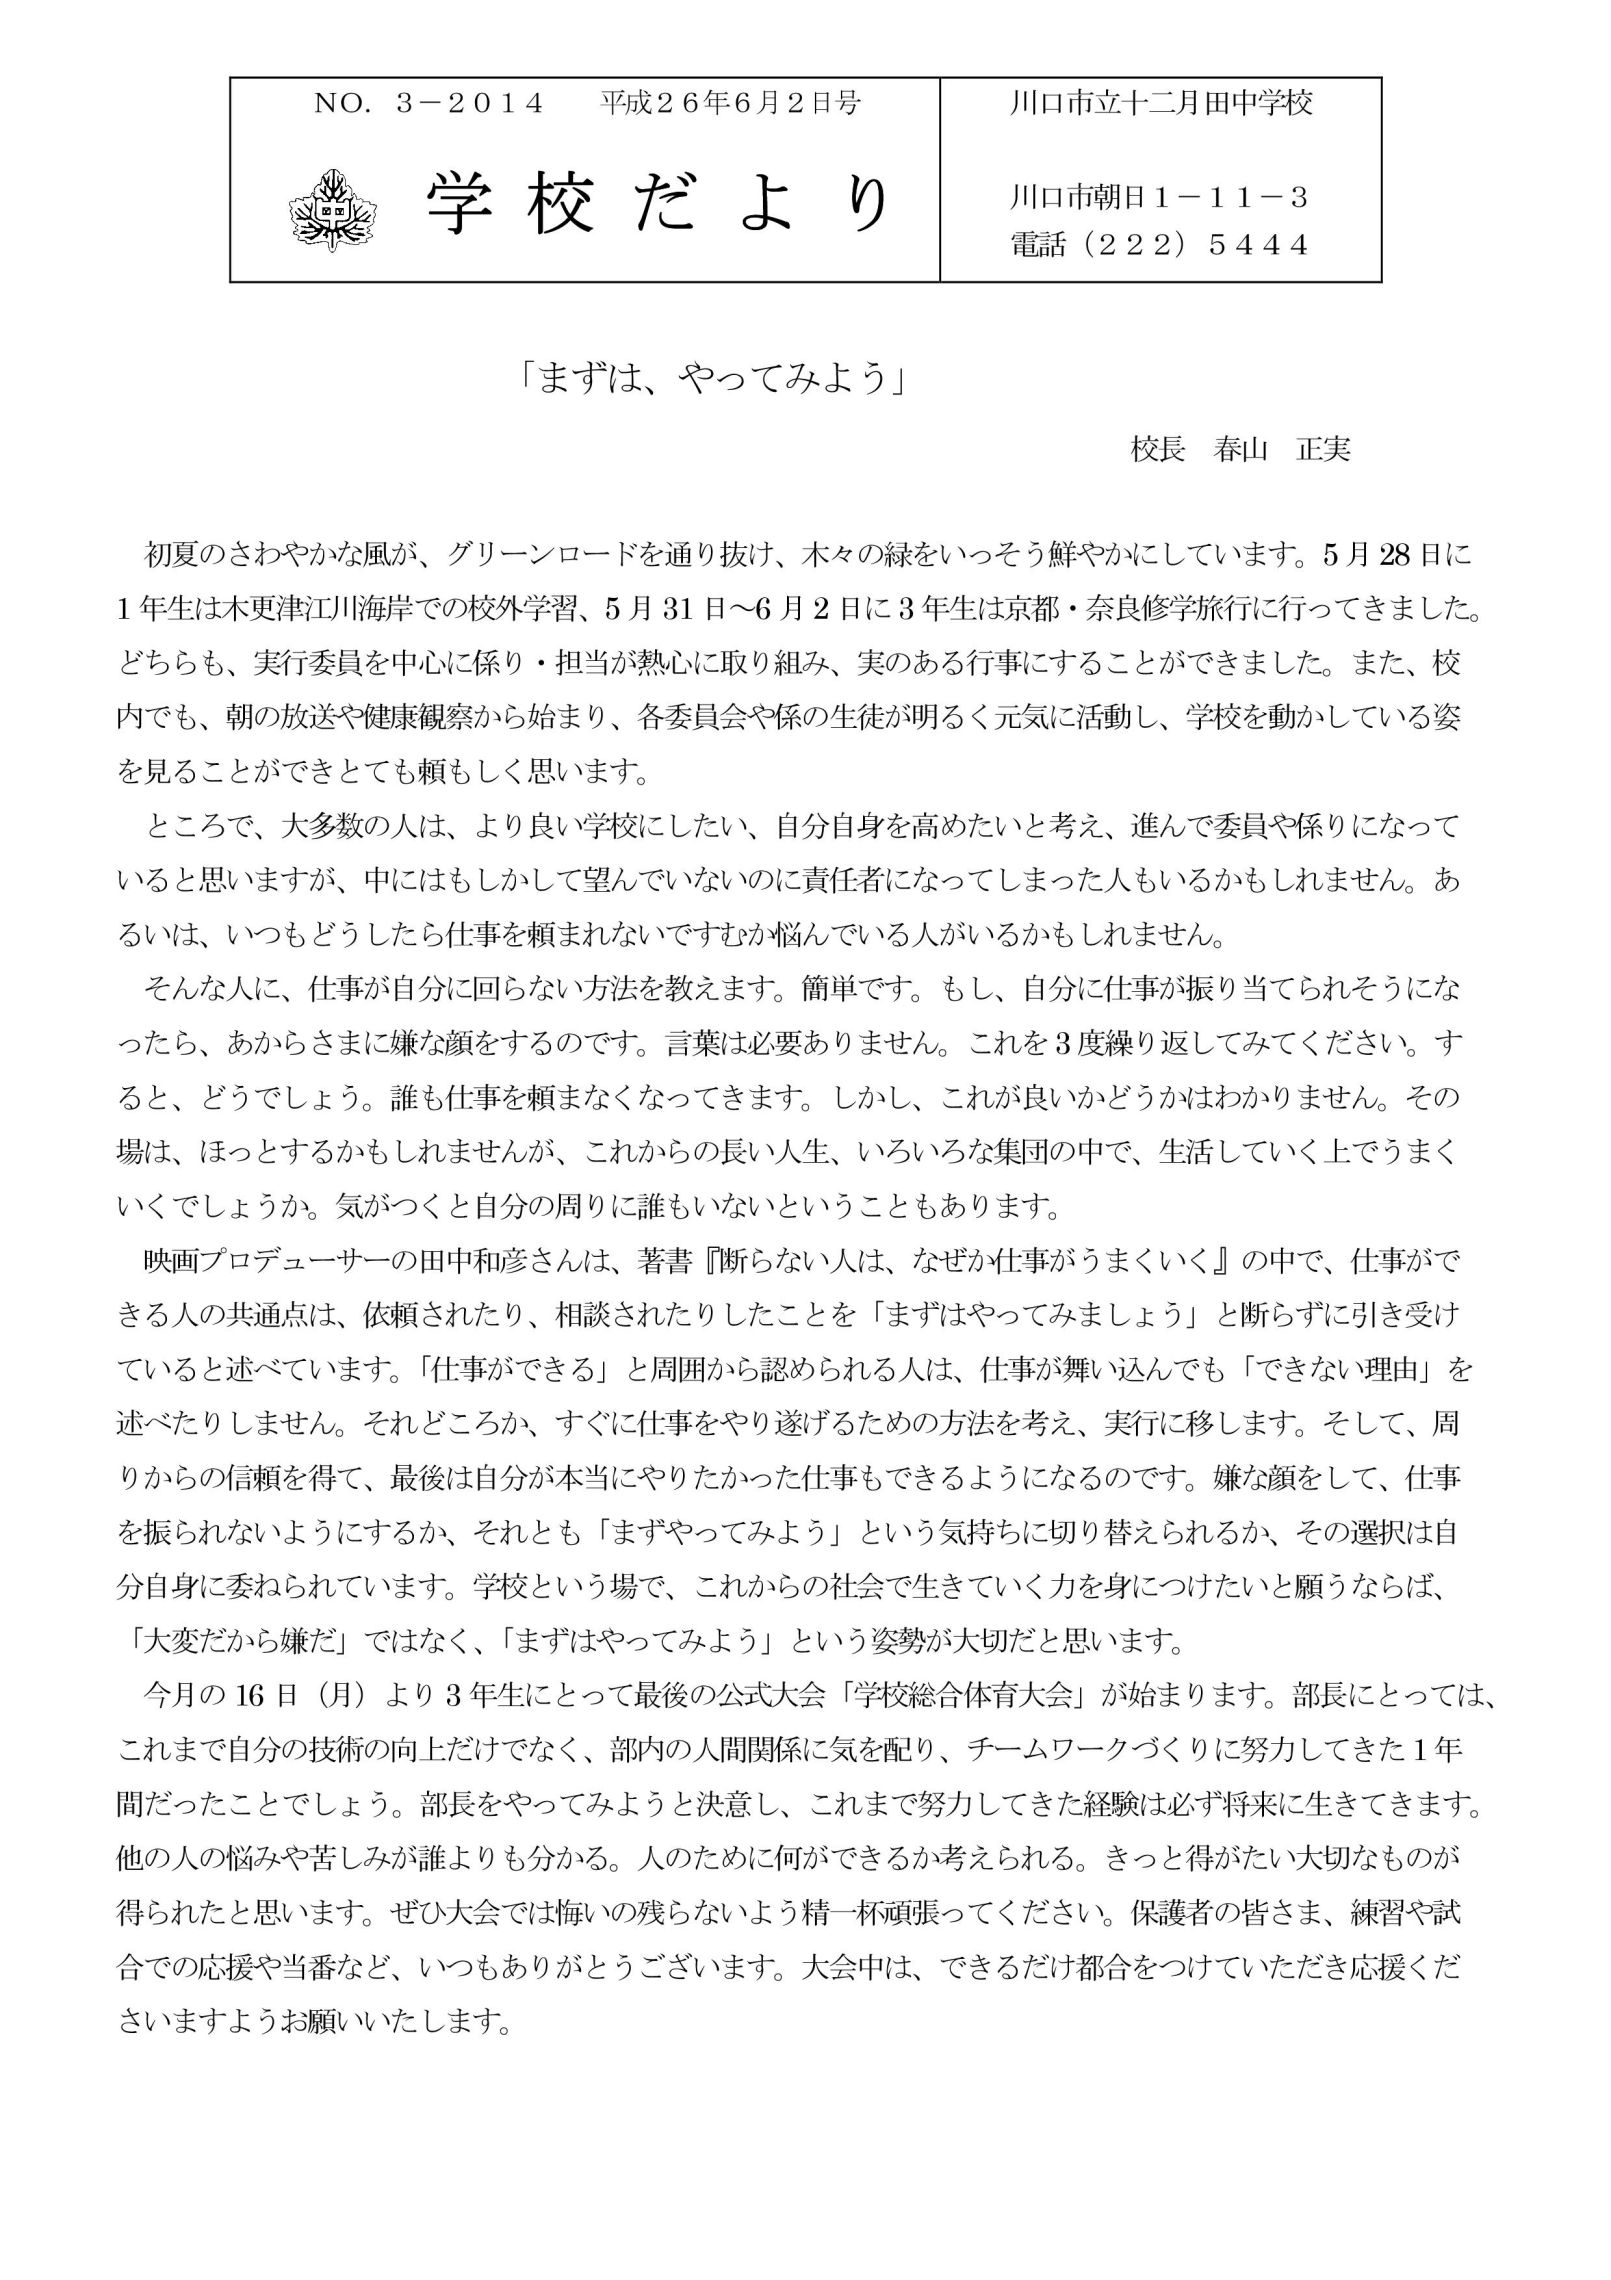 NO. ３－２０１４　平成２６年６月２日号
学校だより
川口市立十二月田中学校
川口市朝日１－１１－３
電話（２２２）５４４４
「まずは、やってみよう」
校長　春山　正実
初夏のさわやかな風が、グリーンロードを通り抜け、木々の緑をいっそう鮮やかにしています。5 月 28 日に
1 年生は木更津江川海岸での校外学習、5 月 31 日～6 月 2 日に 3 年生は京都・奈良修学旅行に行ってきました。
どちらも、実行委員を中心に係り・担当が熱心に取り組み、実のある行事にすることができました。また、校
内でも、朝の放送や健康観察から始まり、各委員会や係の生徒が明るく元気に活動し、学校を動かしている姿
を見ることができとても頼もしく思います。
ところで、大多数の人は、より良い学校にしたい、自分自身を高めたいと考え、進んで委員や係りになって
いると思いますが、中にはもしかして望んでいないのに責任者になってしまった人もいるかもしれません。あ
るいは、いつもどうしたら仕事を頼まれないですむか悩んでいる人がいるかもしれません。
そんな人に、仕事が自分に回らない方法を教えます。簡単です。もし、自分に仕事が振り当てられそうにな
ったら、あからさまに嫌な顔をするのです。言葉は必要ありません。これを 3 度繰り返してみてください。す
ると、どうでしょう。誰も仕事を頼まなくなってきます。しかし、これが良いかどうかはわかりません。その
場は、ほっとするかもしれませんが、これからの長い人生、いろいろな集団の中で、生活していく上でうまく
いくでしょうか。気がつくと自分の周りに誰もいないということもあります。
映画プロデューサーの田中和彦さんは、著書『断らない人は、なぜか仕事がうまくいく』の中で、仕事がで
きる人の共通点は、依頼されたり、相談されたりしたことを「まずはやってみましょう」と断らずに引き受け
ていると述べています。「仕事ができる」と周囲から認められる人は、仕事が舞い込んでも「できない理由」を
述べたりしません。それどころか、すぐに仕事をやり遂げるための方法を考え、実行に移します。そして、周
りからの信頼を得て、最後は自分が本当にやりたかった仕事もできるようになるのです。嫌な顔をして、仕事
を振られないようにするか、それとも「まずやってみよう」という気持ちに切り替えられるか、その選択は自
分自身に委ねられています。学校という場で、これからの社会で生きていく力を身につけたいと願うならば、
「大変だから嫌だ」ではなく、「まずはやってみよう」という姿勢が大切だと思います。
今月の 16 日（月）より 3 年生にとって最後の公式大会「学校総合体育大会」が始まります。部長にとっては、
これまで自分の技術の向上だけでなく、部内の人間関係に気を配り、チームワークづくりに努力してきた 1 年
間だったことでしょう。部長をやってみようと決意し、これまで努力してきた経験は必ず将来に生きてきます。
他の人の悩みや苦しみが誰よりも分かる。人のために何ができるか考えられる。きっと得がたい大切なものが
得られたと思います。ぜひ大会では悔いの残らないよう精一杯頑張ってください。保護者の皆さま、練習や試
合での応援や当番など、いつもありがとうございます。大会中は、できるだけ都合をつけていただき応援くだ
さいますようお願いいたします。